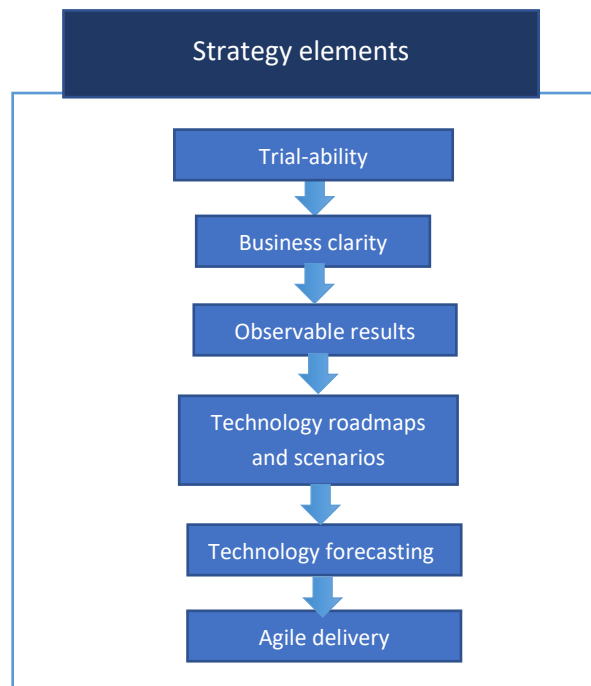 Strategy elements
Trial-ability
Business clarity
Observable results
Technology roadmaps
and scenarios
Technology forecasting
Agile delivery